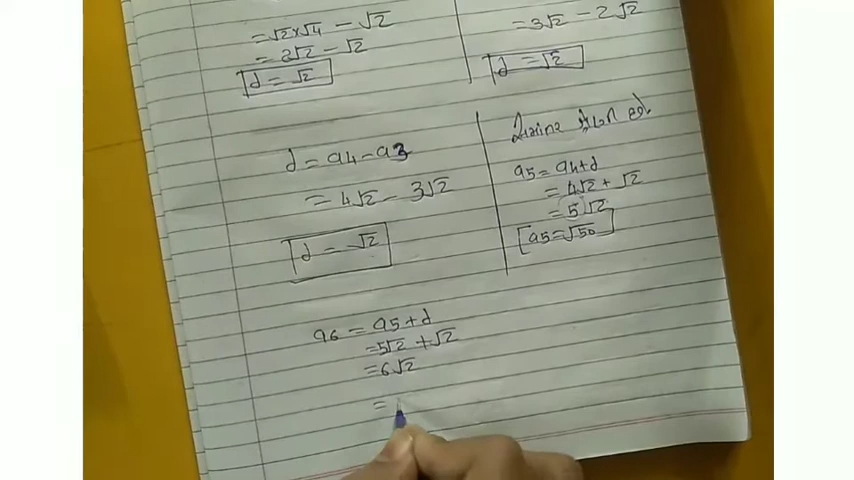 = √2×√4 − √2
= 2√2 − √2
d = √2
= 3√2 − 2√2
d = √2
d = a4 − a3
= 4√2 − 3√2
d = √2
a5 = a4 + d
= 4√2 + √2
= 5√2
a5 = √50
a6 = a5 + d
= 5√2 + √2
= 6√2
=